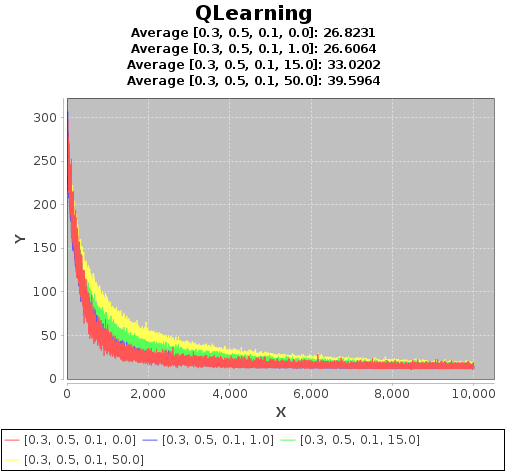 QLearning
Average [0.3, 0.5, 0.1, 0.0]: 26.8231
Average [0.3, 0.5, 0.1, 1.0]: 26.6064
Average [0.3, 0.5, 0.1, 15.0]: 33.0202
Average [0.3, 0.5, 0.1, 50.0]: 39.5964
300
250
200
150
100
50
0
Y
0 2,000 4,000 6,000 8,000 10,000
X
[0.3, 0.5, 0.1, 0.0] [0.3, 0.5, 0.1, 1.0] [0.3, 0.5, 0.1, 15.0]
[0.3, 0.5, 0.1, 50.0]